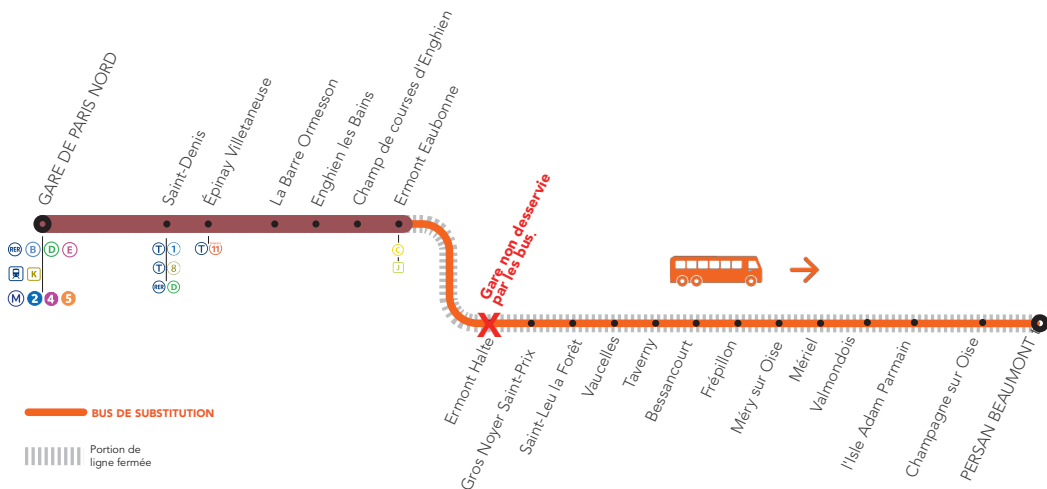 GARE DE PARIS NORD
Saint-Denis
Épinay Villetaneuse
La Barre Ormesson
Enghien les Bains
Champ de courses d'Enghien
Ermont Eaubonne
RER B D E
K
M 2 4 5
T 1
T 8
RER D
T 11
C
J
Gare non desservie
par les bus.
Ermont Halte
Gros Noyer Saint-Prix
Saint-Leu la Forêt
Vaucelles
Taverny
Bessancourt
Frépillon
Méry sur Oise
Mériel
Valmondois
l'Isle Adam Parmain
Champagne sur Oise
PERSAN BEAUMONT
BUS DE SUBSTITUTION
Portion de
ligne fermée
X